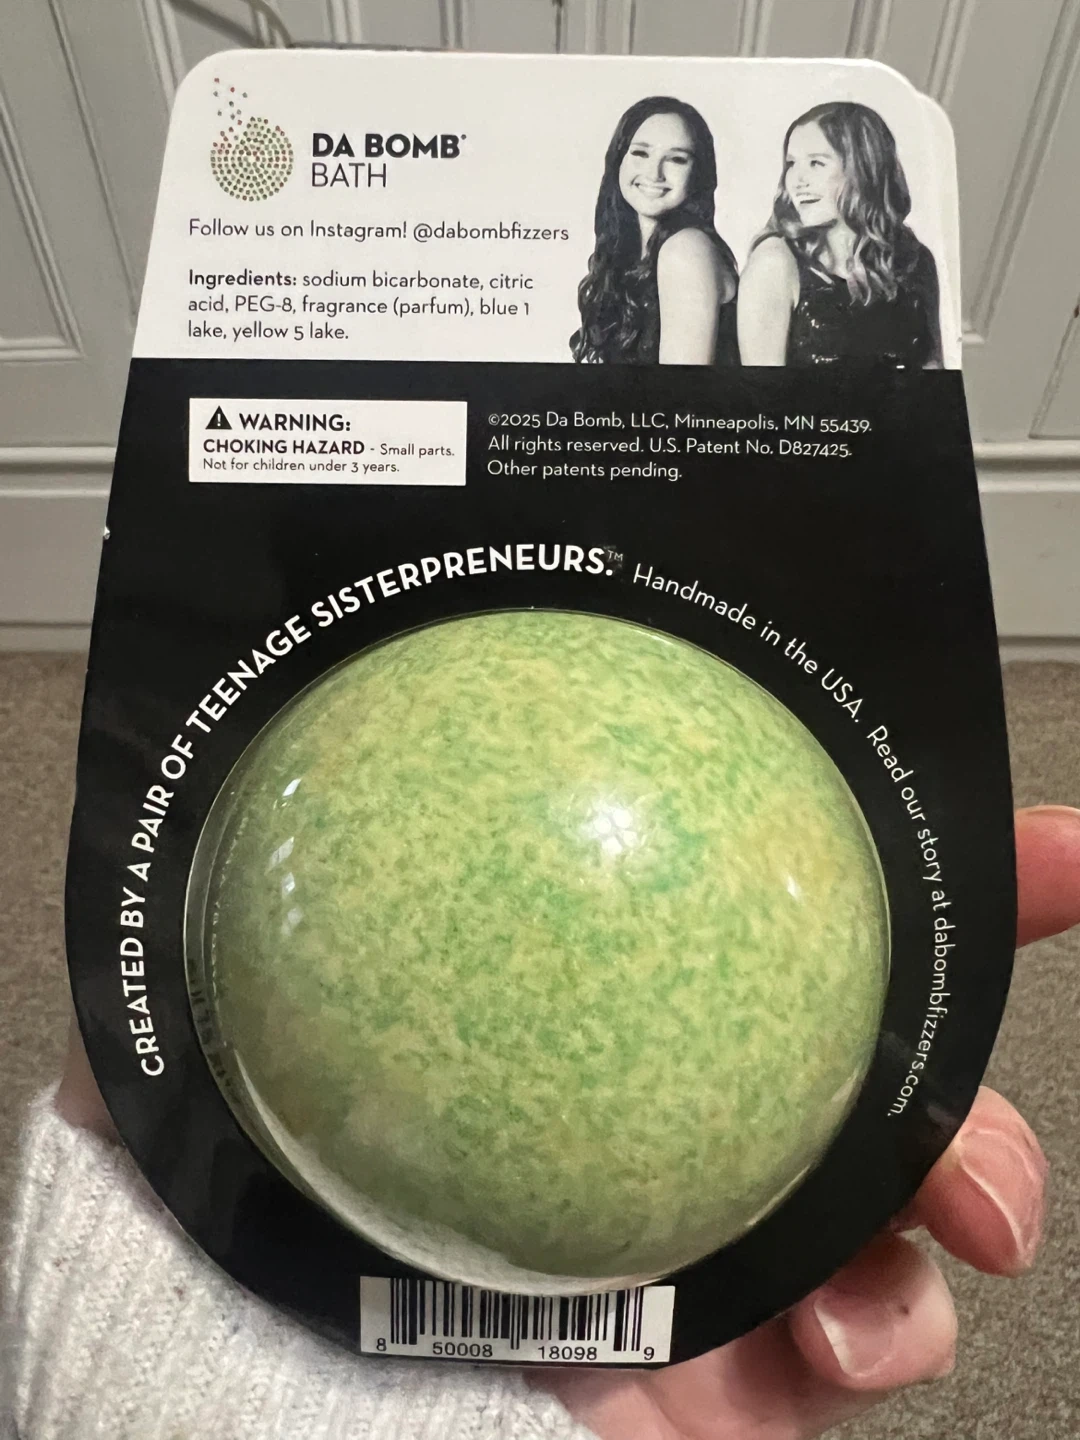 DA BOMB®
BATH
Follow us on Instagram! @dabombfizzers
Ingredients: sodium bicarbonate, citric
acid, PEG-8, fragrance (parfum), blue 1
lake, yellow 5 lake.
WARNING:
CHOKING HAZARD - Small parts.
Not for children under 3 years.
©2025 Da Bomb, LLC, Minneapolis, MN 55439.
All rights reserved. U.S. Patent No. D827425.
Other patents pending.
CREATED BY A PAIR OF TEENAGE SISTERPRENEURS.™ Handmade in the USA. Read our story at dabombfizzers.com.
8 50008 18098 9